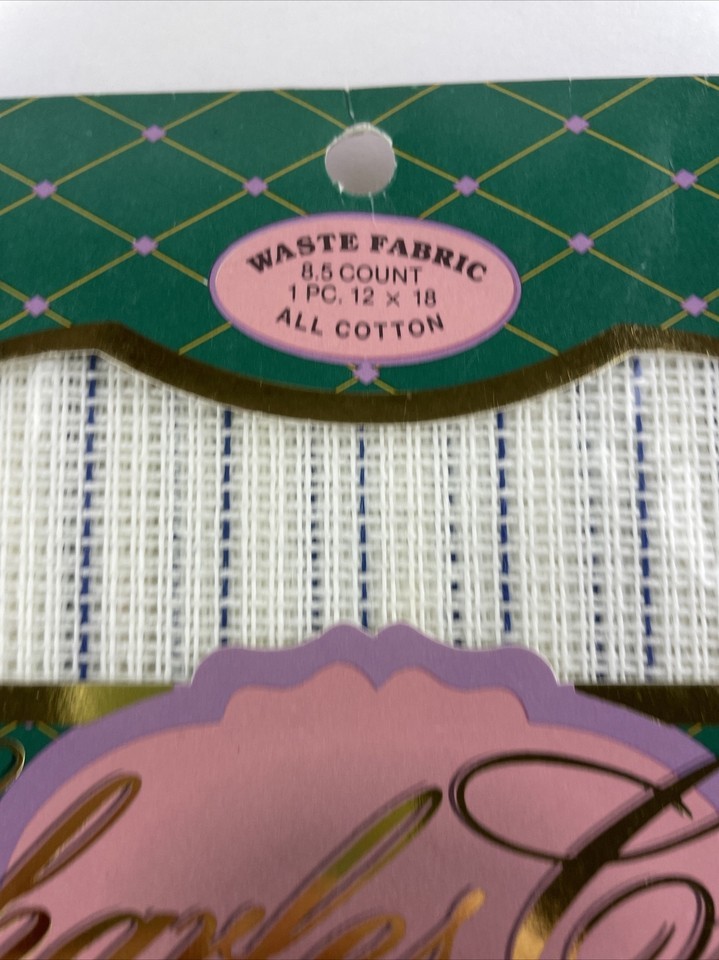 WASTE FABRIC
8.5 COUNT
1 PC. 12 X 18
ALL COTTON